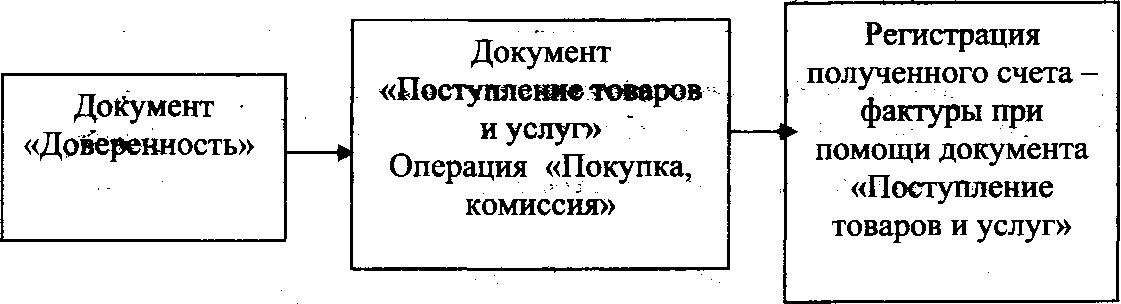 Документ
«Доверенность»
Документ
«Поступление товаров
и услуг»
Операция «Покупка,
комиссия»
Регистрация
полученного счета –
фактуры при
помощи документа
«Поступление
товаров и услуг»